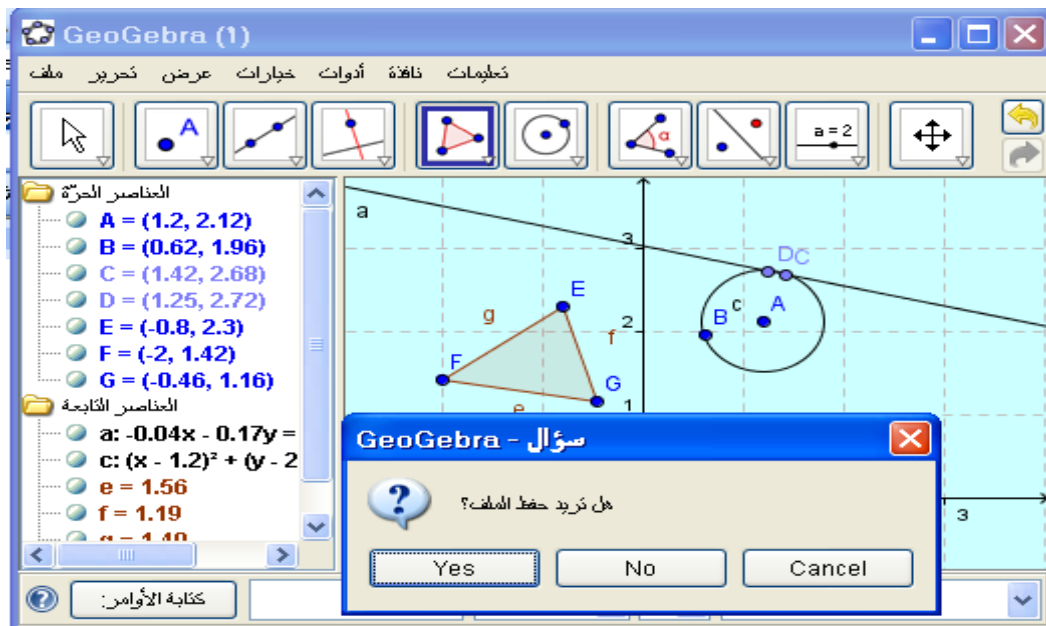 GeoGebra (1)
ملف تحرير عرض خيارات أدوات نافذة تعليمات
A
α
a = 2
العناصر الحرّة
A = (1.2, 2.12)
B = (0.62, 1.96)
C = (1.42, 2.68)
D = (1.25, 2.72)
E = (-0.8, 2.3)
F = (-2, 1.42)
G = (-0.46, 1.16)
العناصر التابعة
a: -0.04x - 0.17y =
c: (x - 1.2)² + (y - 2
e = 1.56
f = 1.19
a
3
D C
E
g
B c A
2
f
F
G
e
1
3
GeoGebra - سؤال
هل تريد حفظ الملف؟
Yes No Cancel
كتابة الأوامر: